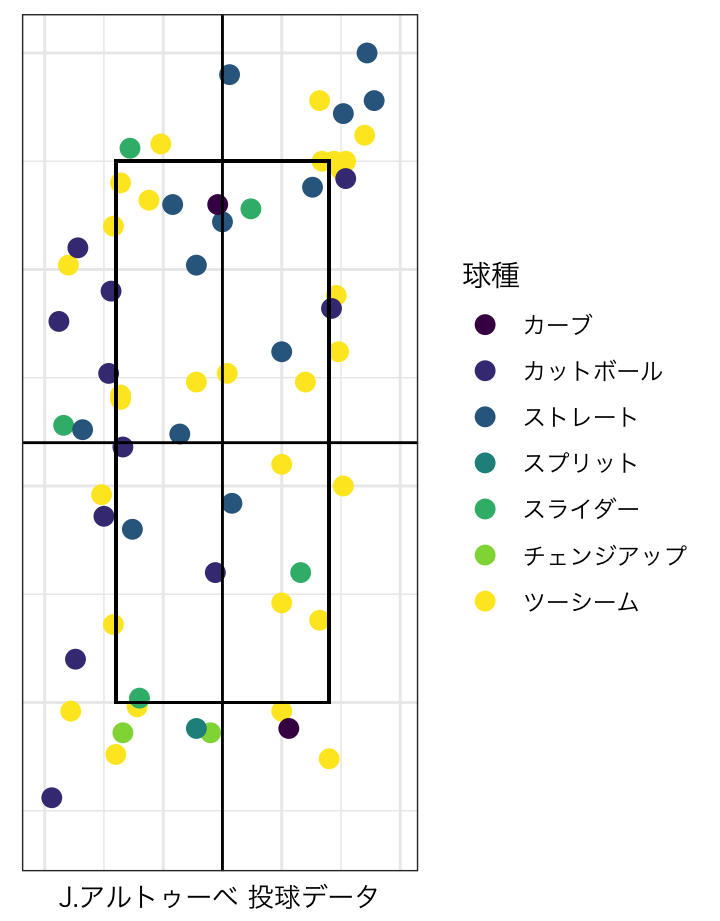 球種
カーブ
カットボール
ストレート
スプリット
スライダー
チェンジアップ
ツーシーム
J.アルトゥーベ 投球データ